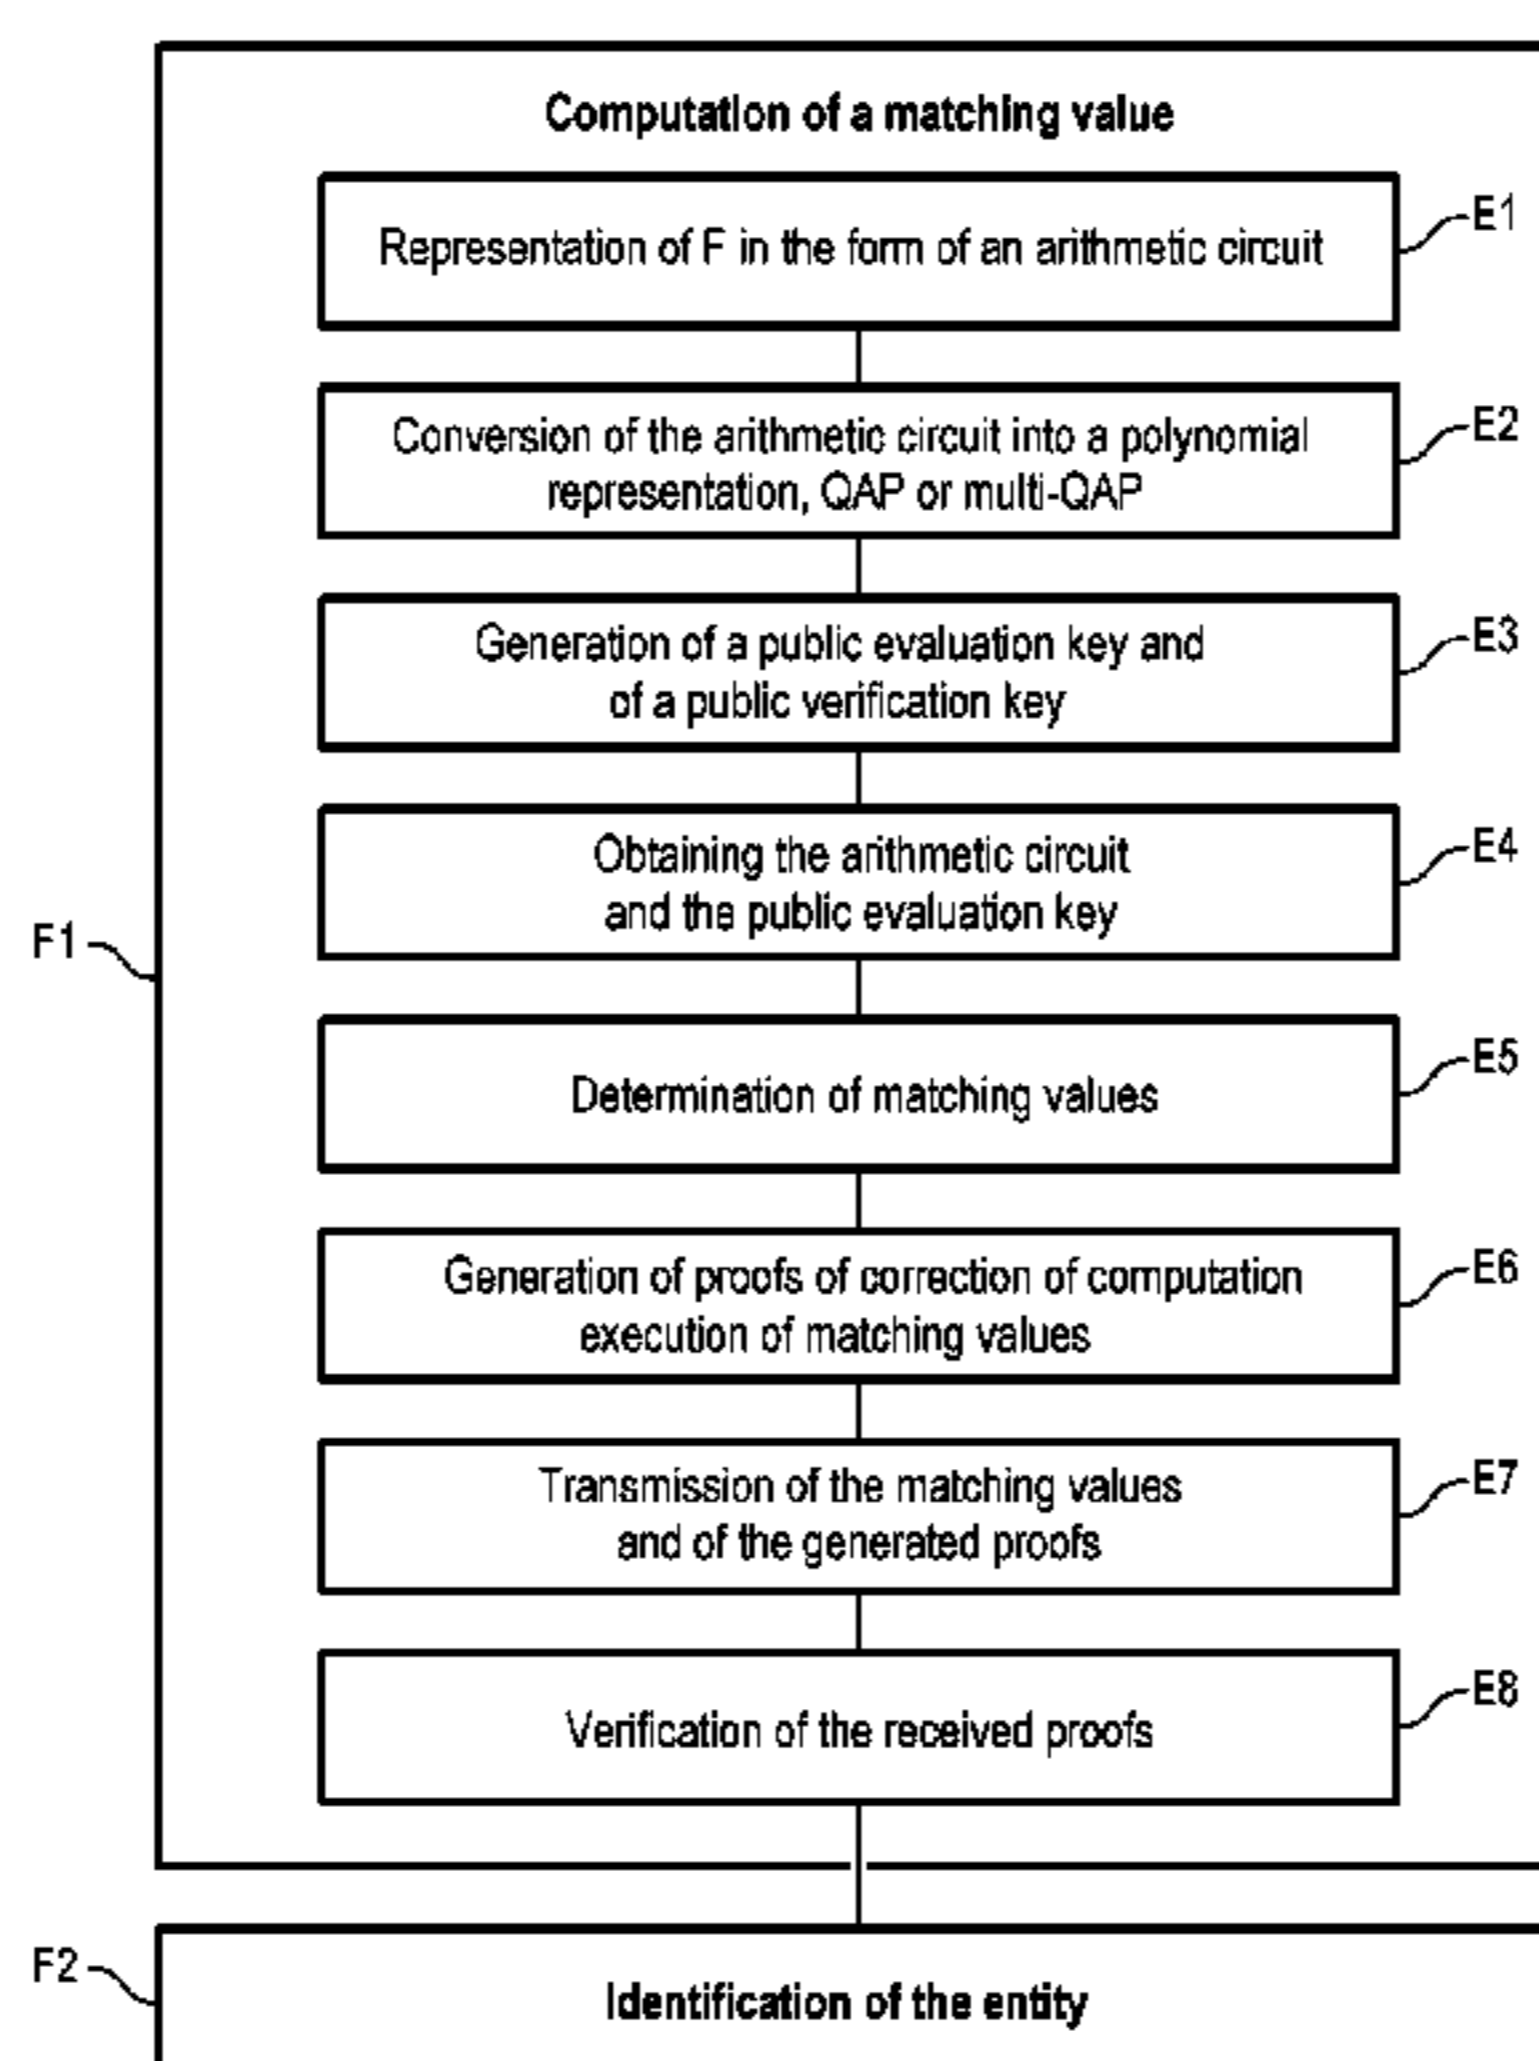 Computation of a matching value
Representation of F in the form of an arithmetic circuit
E1
Conversion of the arithmetic circuit into a polynomial
representation, QAP or multi-QAP
E2
Generation of a public evaluation key and
of a public verification key
E3
Obtaining the arithmetic circuit
and the public evaluation key
E4
F1
Determination of matching values
E5
Generation of proofs of correction of computation
execution of matching values
E6
Transmission of the matching values
and of the generated proofs
E7
Verification of the received proofs
E8
F2
Identification of the entity